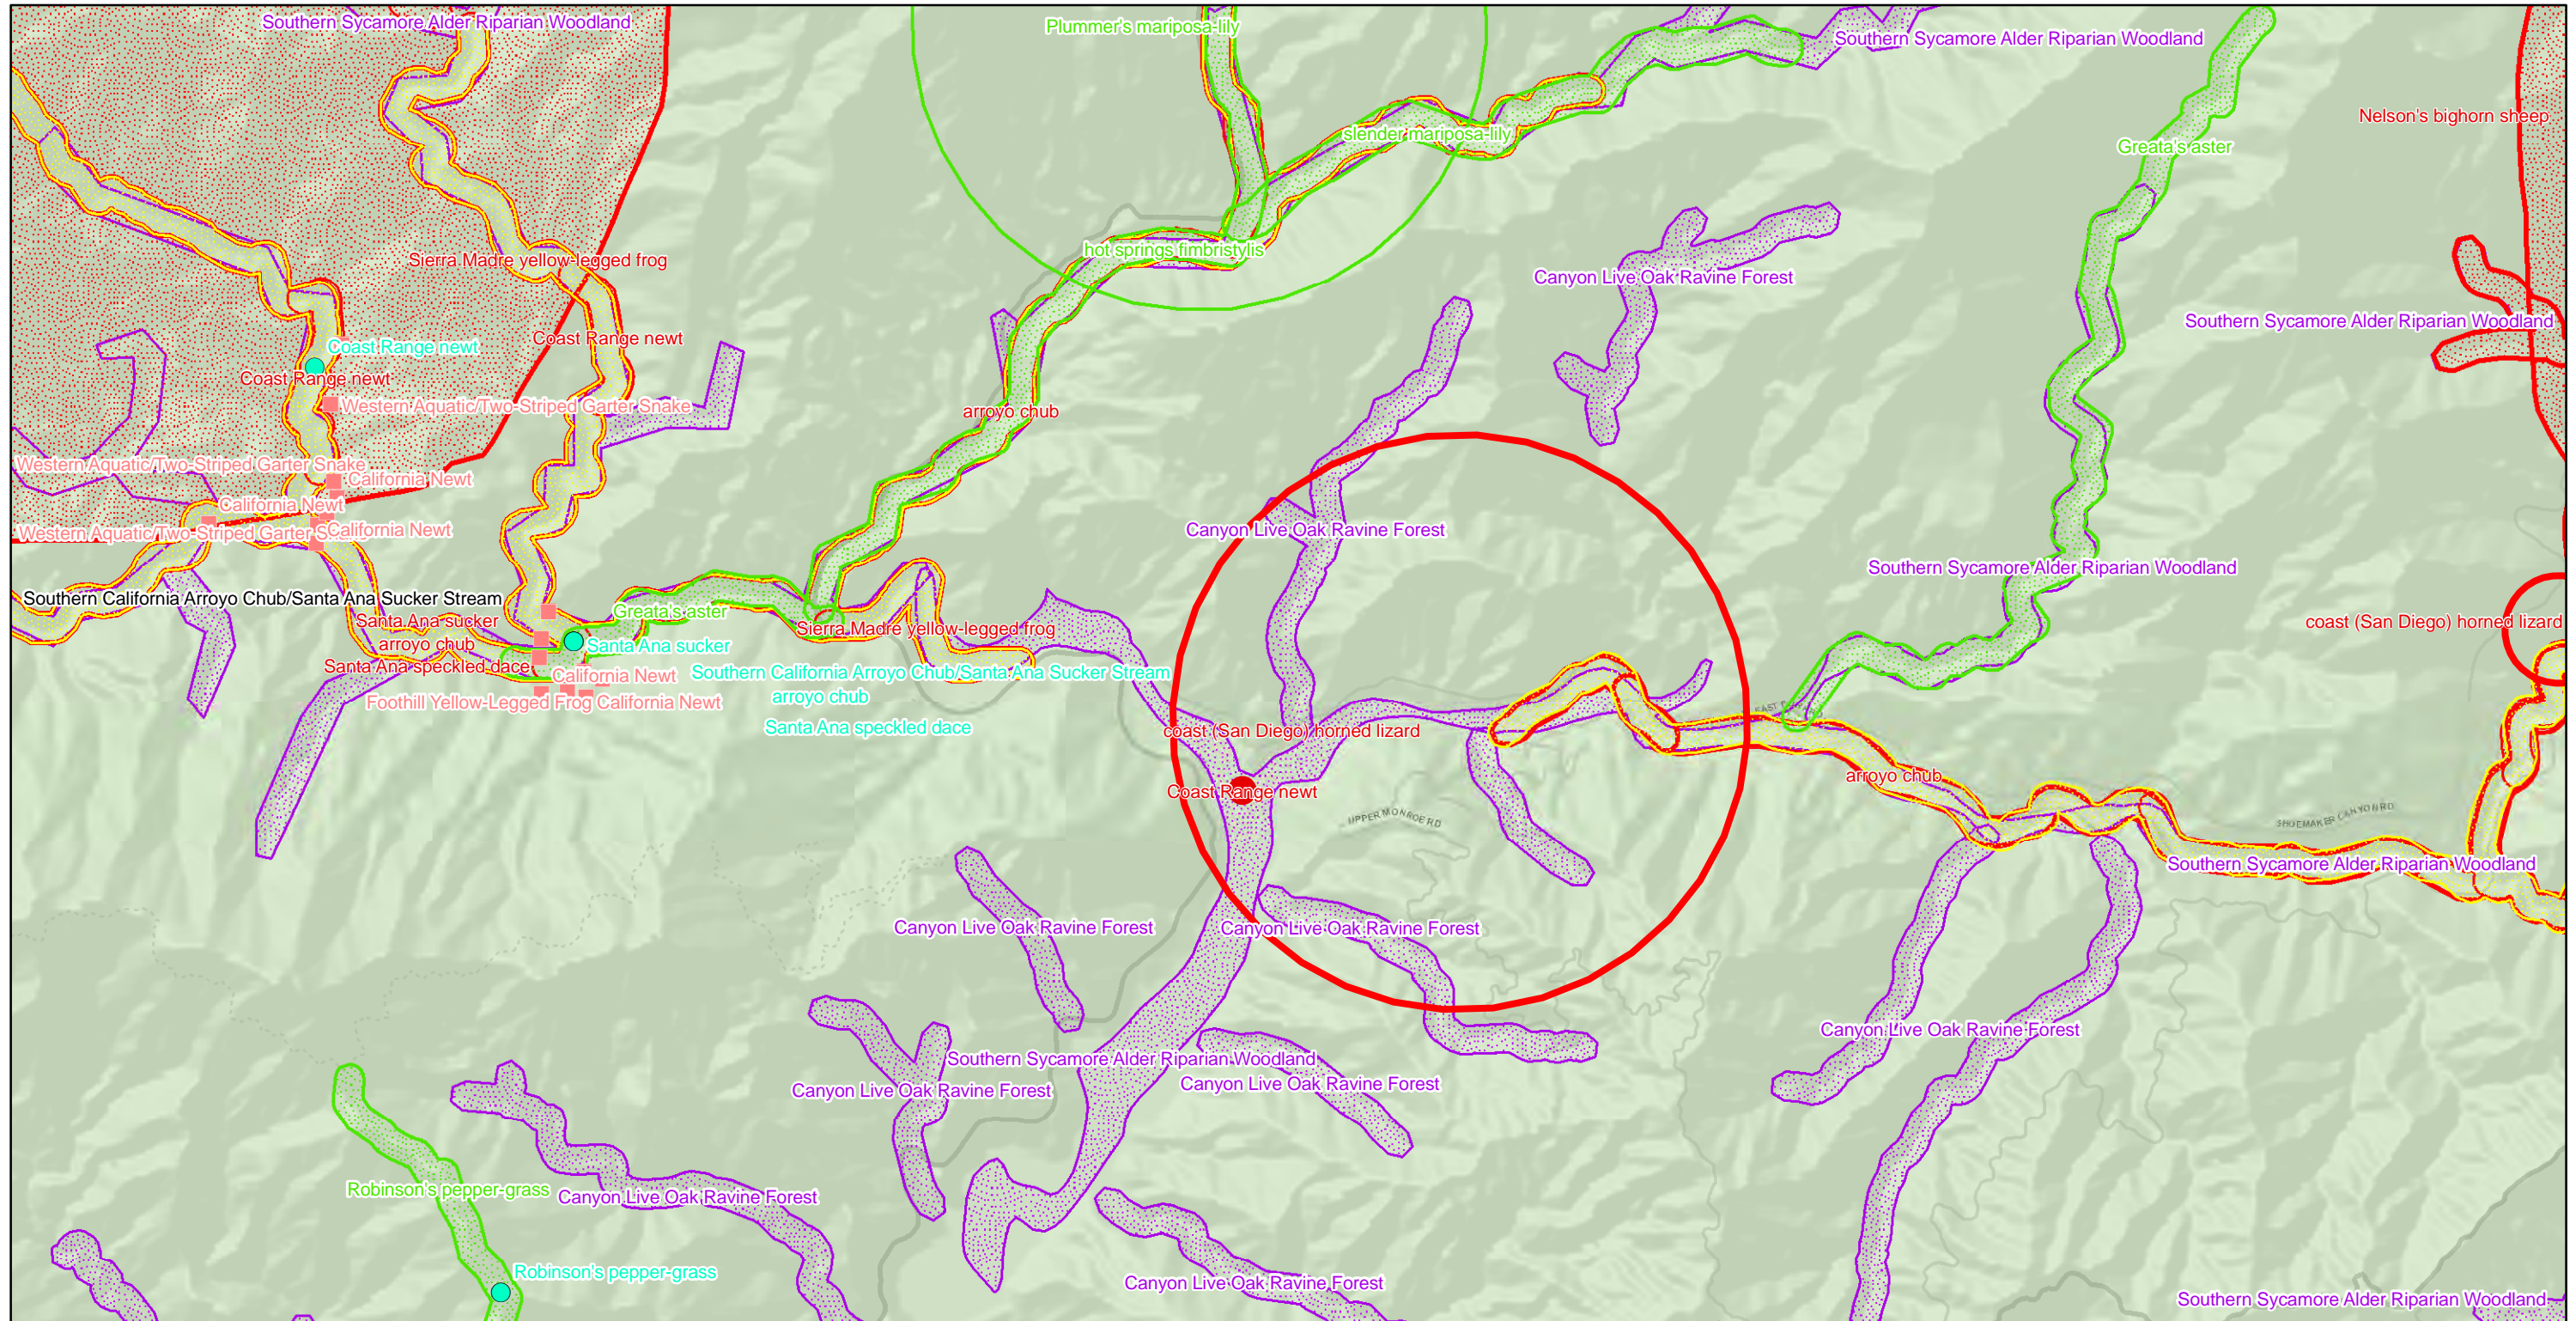 Southern Sycamore Alder Riparian Woodland
Plummer's mariposa-lily
Southern Sycamore Alder Riparian Woodland
Nelson's bighorn sheep
slender mariposa-lily
Greata's aster
hot springs fimbristylis
Sierra Madre yellow-legged frog
Canyon Live Oak Ravine Forest
Southern Sycamore Alder Riparian Woodland
Coast Range newt
Coast Range newt
Coast Range newt
Western Aquatic/Two-Striped Garter Snake
arroyo chub
Western Aquatic/Two-Striped Garter Snake
California Newt
California Newt
Western Aquatic/Two-Striped Garter
California Newt
Canyon Live Oak Ravine Forest
Southern Sycamore Alder Riparian Woodland
Southern California Arroyo Chub/Santa Ana Sucker Stream
Greata's aster
Santa Ana sucker
coast (San Diego) horned lizard
Sierra Madre yellow-legged frog
arroyo chub
Santa Ana sucker
Santa Ana speckled dace
California Newt
Southern California Arroyo Chub/Santa Ana Sucker Stream
arroyo chub
Foothill Yellow-Legged Frog
California Newt
Santa Ana speckled dace
coast (San Diego) horned lizard
arroyo chub
Coast Range newt
UPPER MONROE RD
SHOEMAKER CANYON RD
Southern Sycamore Alder Riparian Woodland
Canyon Live Oak Ravine Forest
Canyon Live Oak Ravine Forest
Canyon Live Oak Ravine Forest
Southern Sycamore Alder Riparian Woodland
Canyon Live Oak Ravine Forest
Canyon Live Oak Ravine Forest
Robinson's pepper-grass
Canyon Live Oak Ravine Forest
Robinson's pepper-grass
Canyon Live Oak Ravine Forest
Southern Sycamore Alder Riparian Woodland